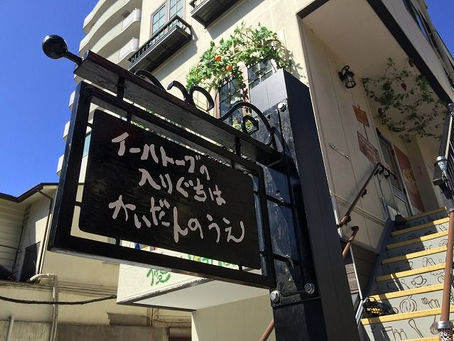 イーハトーブの
入りぐちは
かいだんのうえ